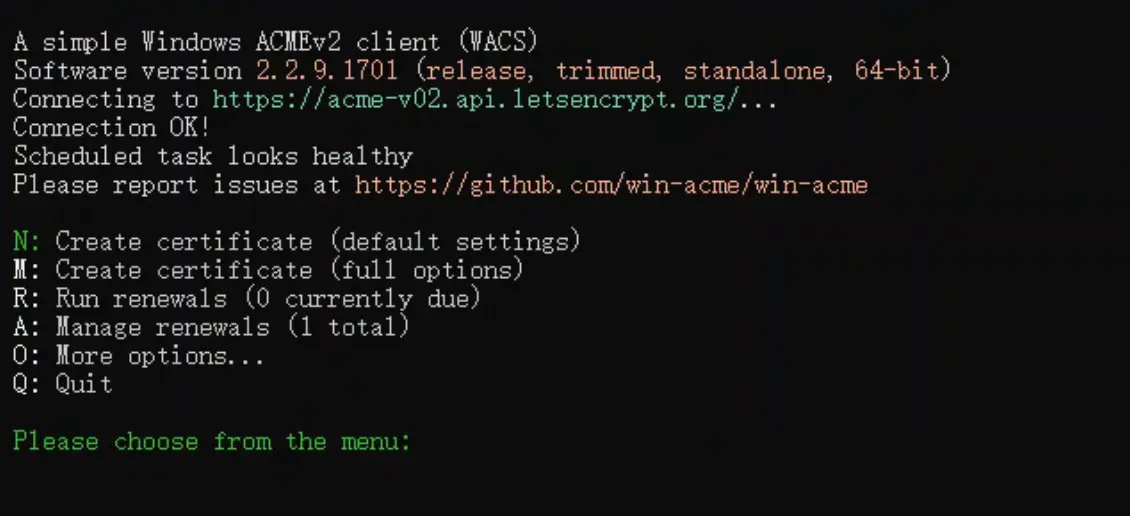 A simple Windows ACMEv2 client (WACS)
Software version 2.2.9.1701 (release, trimmed, standalone, 64-bit)
Connecting to https://acme-v02.api.letsencrypt.org/...
Connection OK!
Scheduled task looks healthy
Please report issues at https://github.com/win-acme/win-acme
N: Create certificate (default settings)
M: Create certificate (full options)
R: Run renewals (0 currently due)
A: Manage renewals (1 total)
O: More options...
Q: Quit
Please choose from the menu: